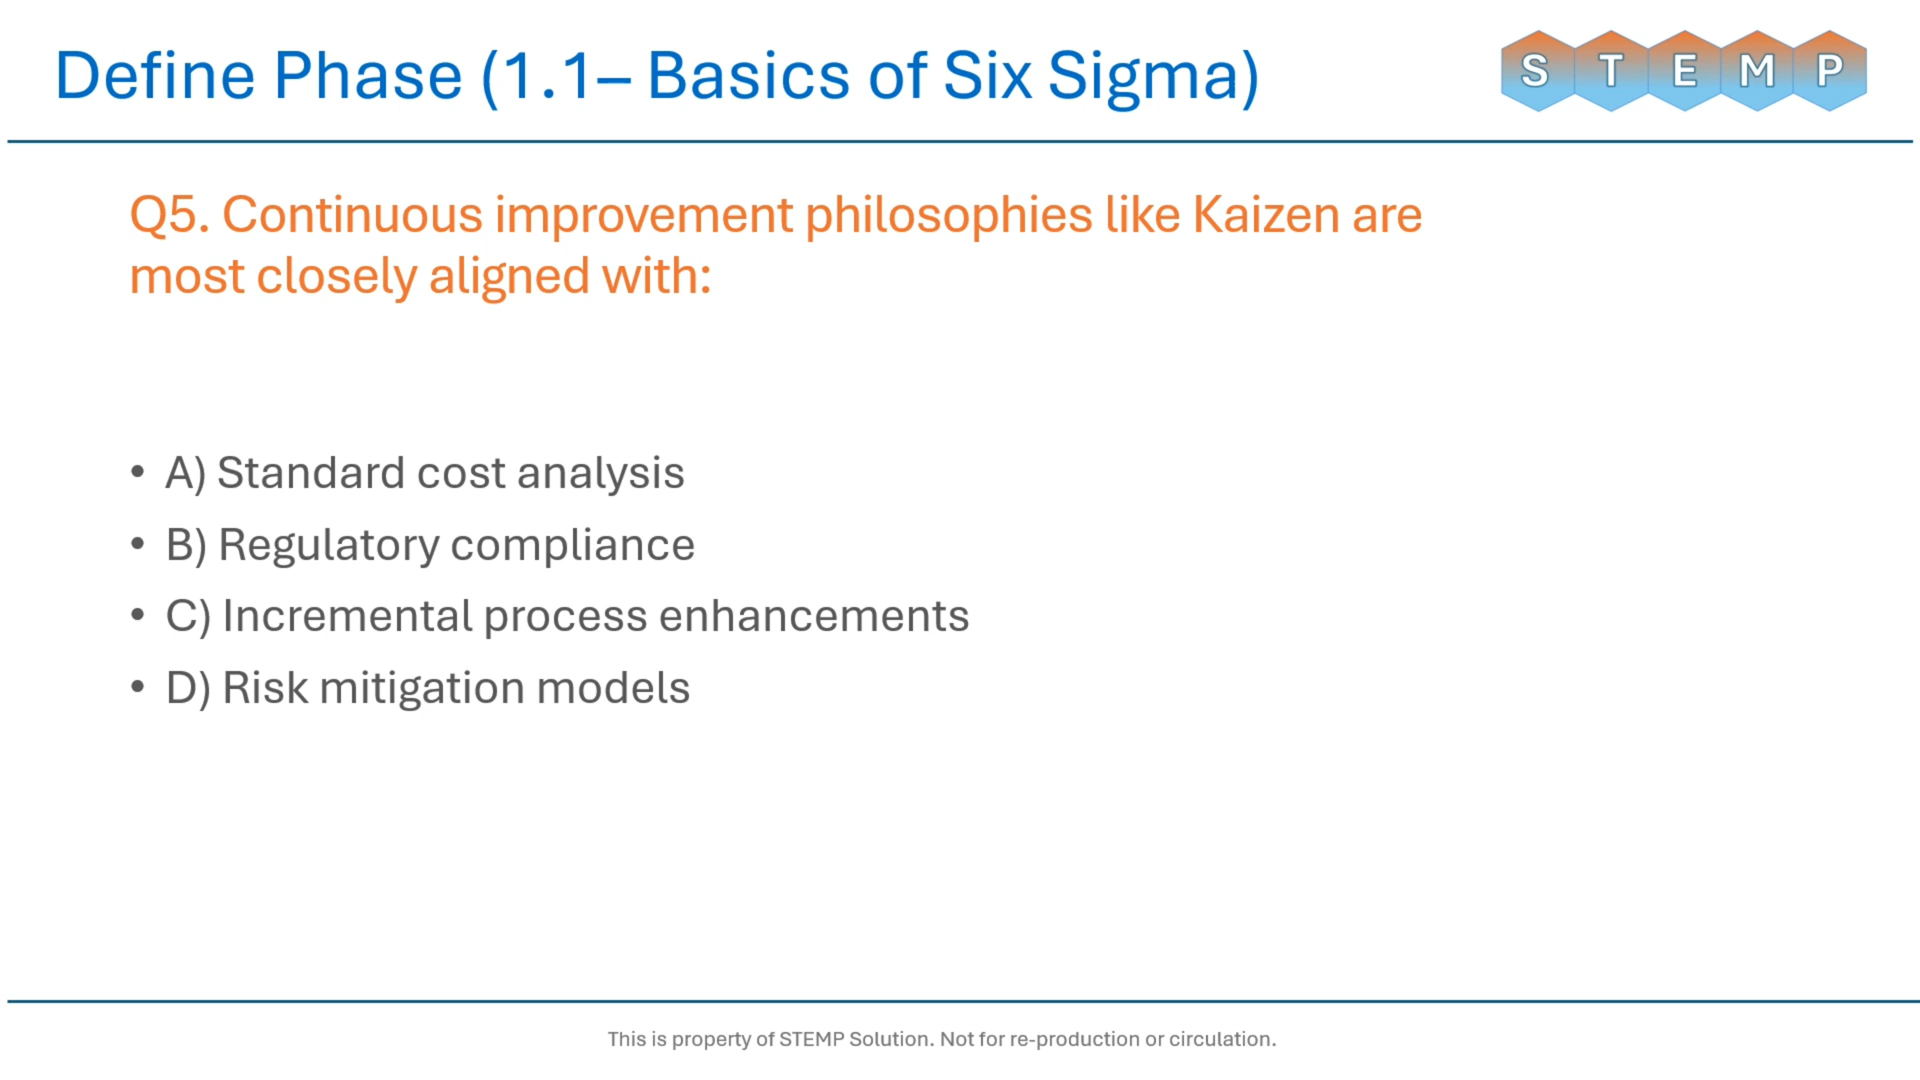 Define Phase (1.1– Basics of Six Sigma)
S T E M P
Q5. Continuous improvement philosophies like Kaizen are
most closely aligned with:
• A) Standard cost analysis
• B) Regulatory compliance
• C) Incremental process enhancements
• D) Risk mitigation models
This is property of STEMP Solution. Not for re-production or circulation.